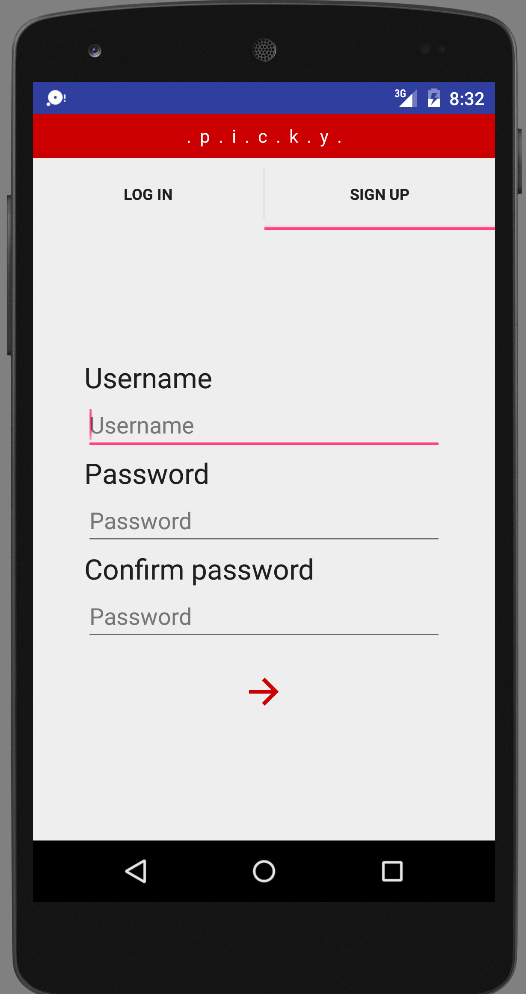 3G 8:32
.p.i.c.k.y.
LOG IN SIGN UP
Username
Username
Password
Password
Confirm password
Password